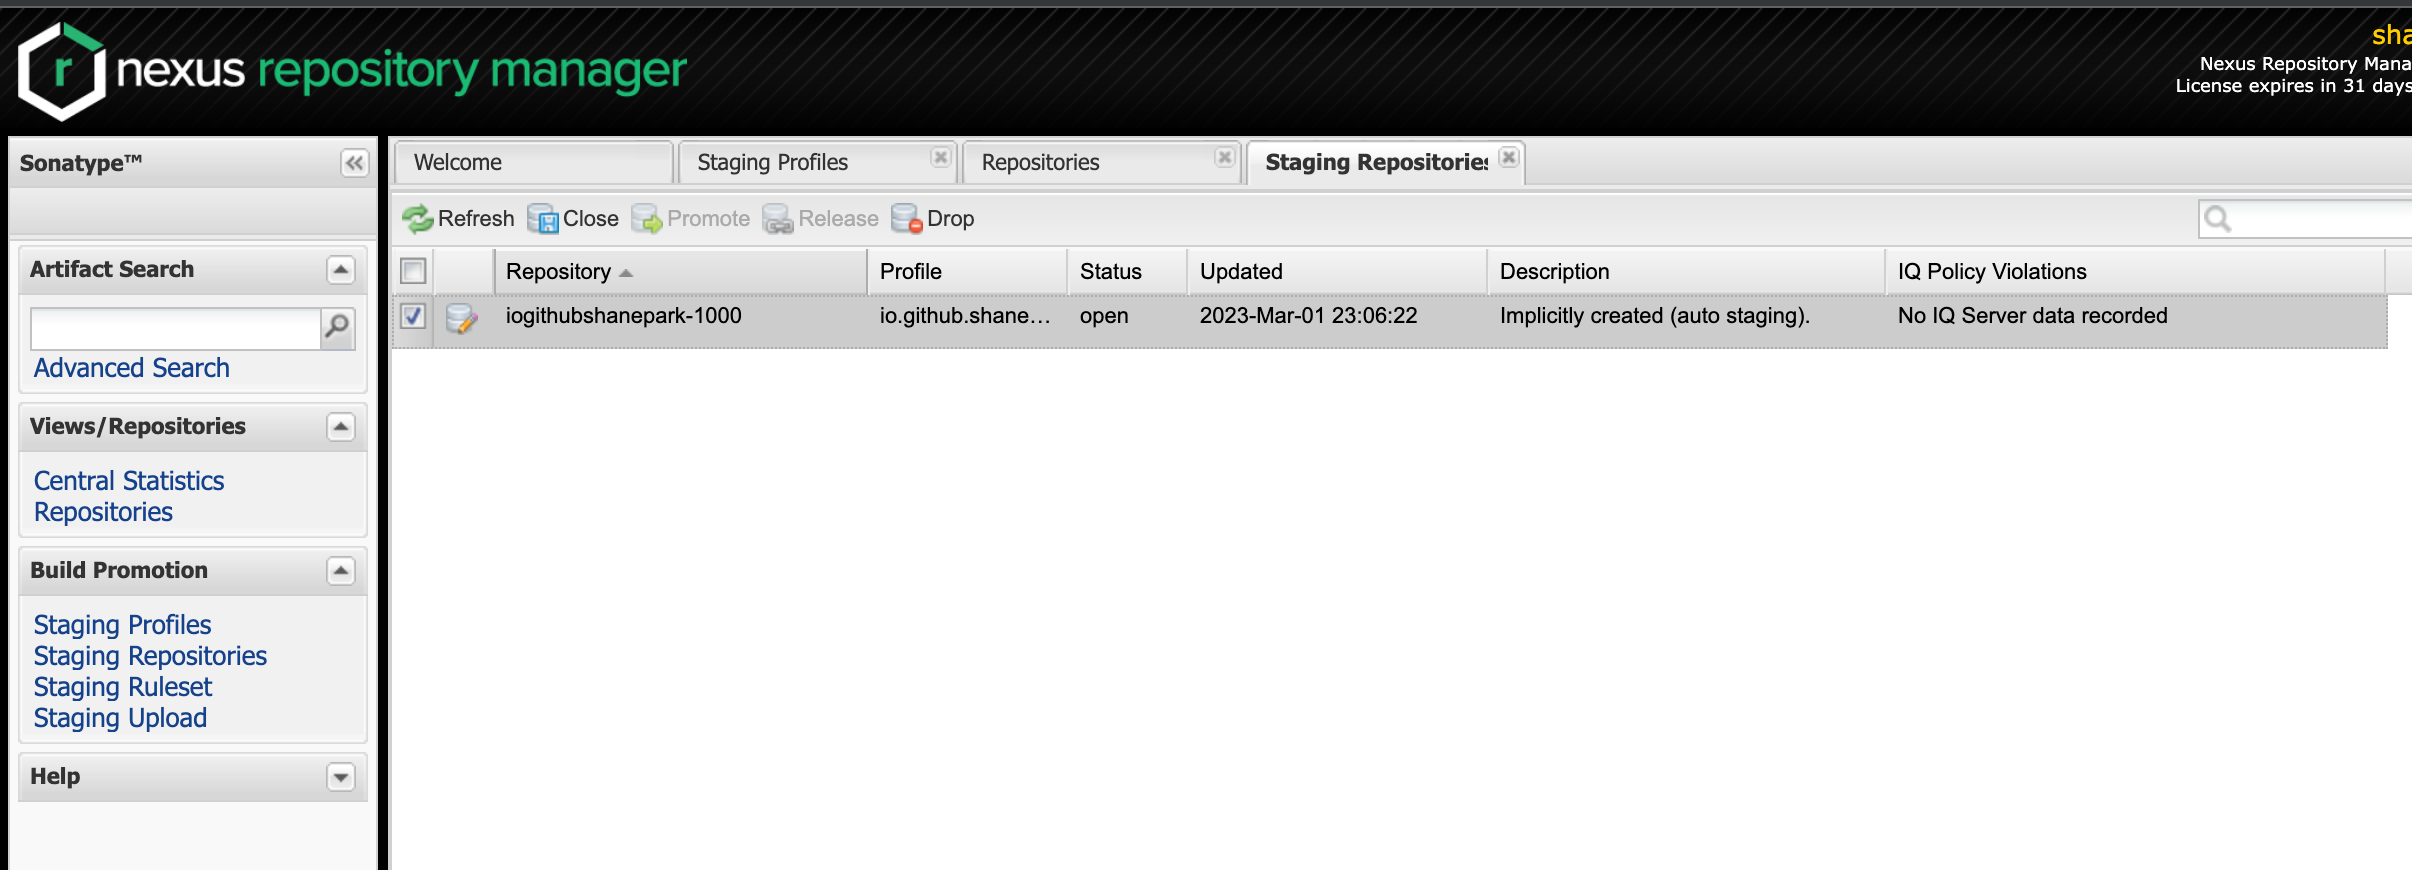 nexus repository manager
sha
Nexus Repository Mana
License expires in 31 days
Sonatype™
Welcome
Staging Profiles
Repositories
Staging Repositories
Refresh
Close
Promote
Release
Drop
Artifact Search
Advanced Search
Views/Repositories
Central Statistics
Repositories
Build Promotion
Staging Profiles
Staging Repositories
Staging Ruleset
Staging Upload
Help
Repository Profile Status Updated Description IQ Policy Violations
iogithubshanepark-1000 io.github.shane... open 2023-Mar-01 23:06:22 Implicitly created (auto staging). No IQ Server data recorded